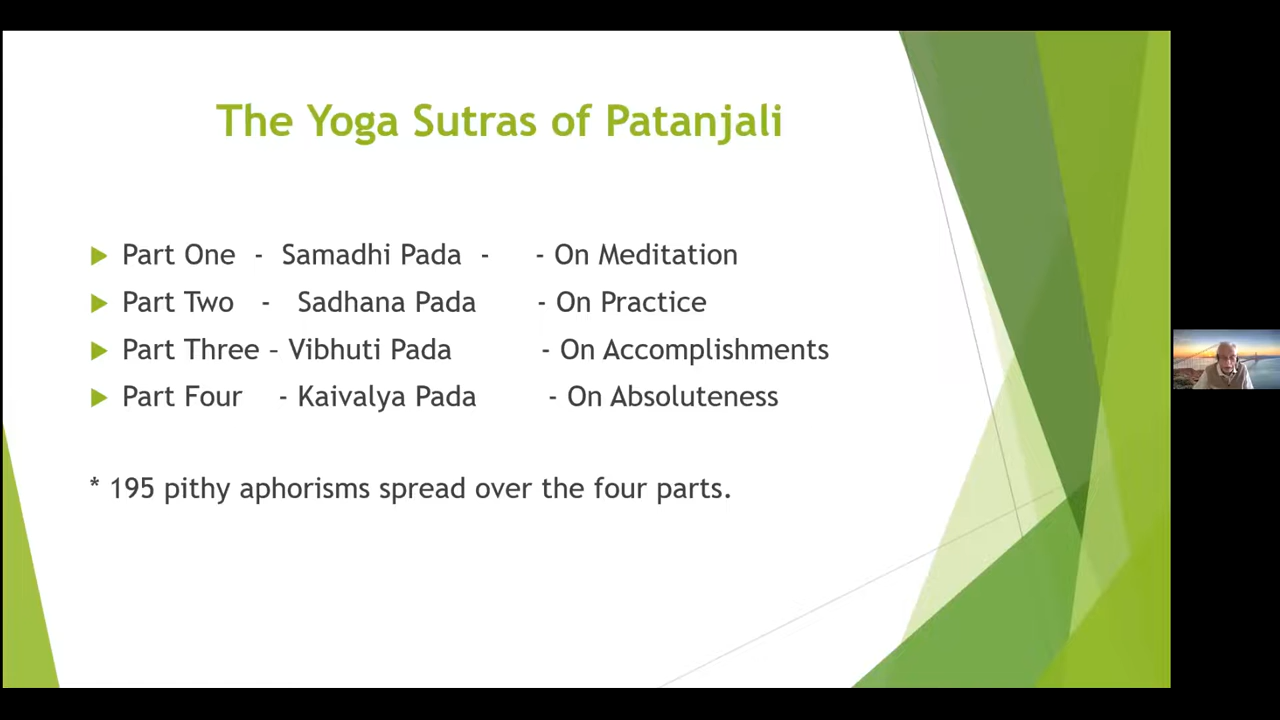 The Yoga Sutras of Patanjali
Part One - Samadhi Pada - - On Meditation
Part Two - Sadhana Pada - On Practice
Part Three – Vibhuti Pada - On Accomplishments
Part Four - Kaivalya Pada - On Absoluteness
* 195 pithy aphorisms spread over the four parts.